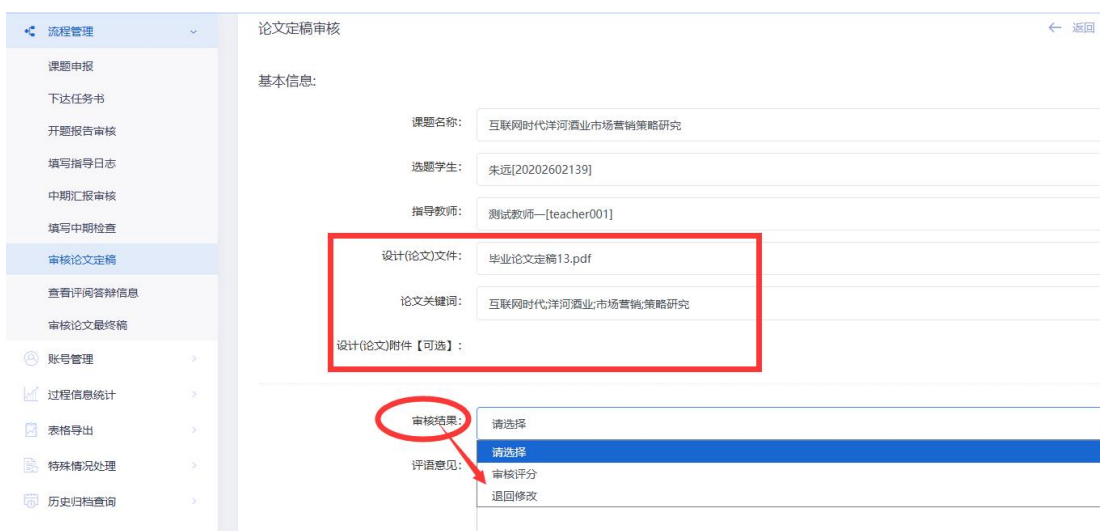 流程管理
课题申报
下达任务书
开题报告审核
填写指导日志
中期汇报审核
填写中期检查
审核论文定稿
查看评阅答辩信息
审核论文最终稿
账号管理
过程信息统计
表格导出
特殊情况处理
历史归档查询
论文定稿审核
← 返回
基本信息:
课题名称: 互联网时代洋河酒业市场营销策略研究
选题学生: 朱远[20202602139]
指导教师: 测试教师—[teacher001]
设计(论文)文件: 毕业论文定稿13.pdf
论文关键词: 互联网时代;洋河酒业;市场营销;策略研究
设计(论文)附件【可选】:
审核结果: 请选择
请选择
评语意见:
审核评分
退回修改